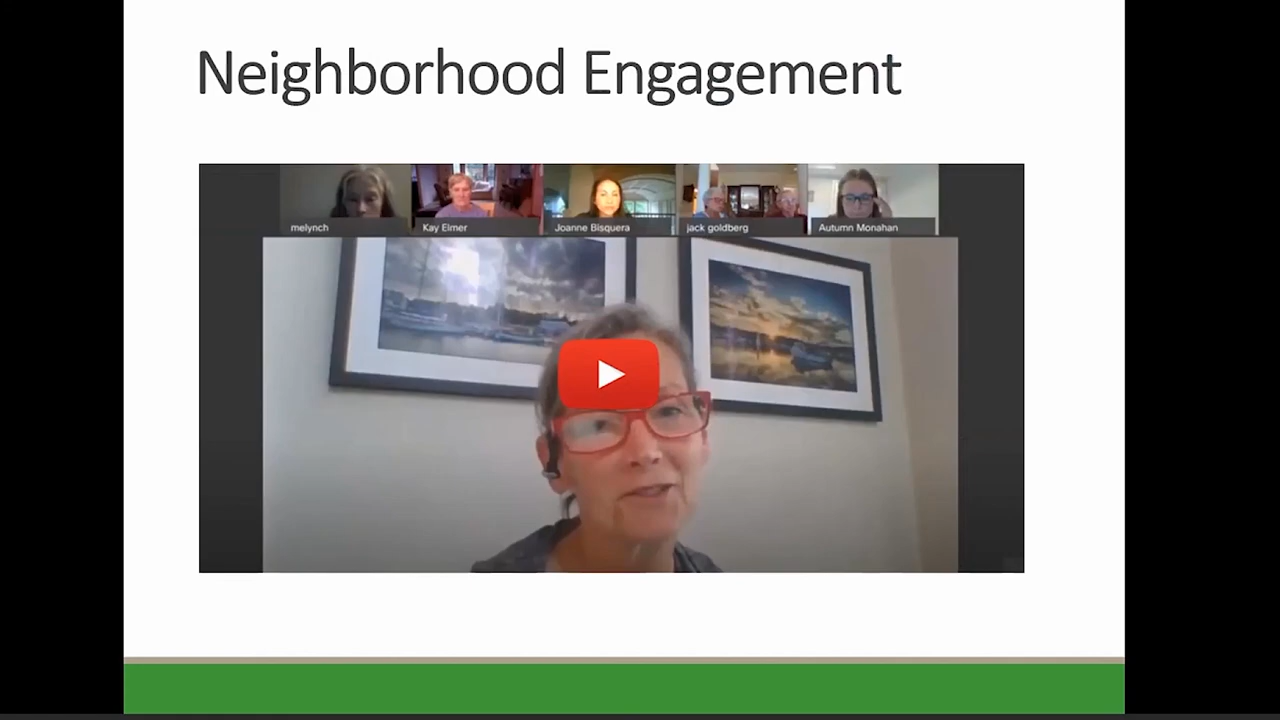 Neighborhood Engagement
melynch
Kay Elmer
Joanne Bisquera
jack goldberg
Autumn Monahan